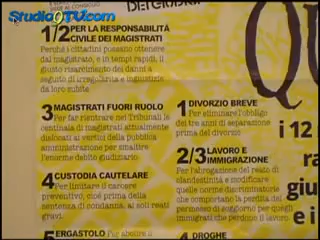 Studio TV.com
1/2 PER LA RESPONSABILITÀ
CIVILE DEI MAGISTRATI
Perché i cittadini possano ottenere
dal magistrato, e in tempi rapidi, il
giusto risarcimento dei danni a
seguito di irregolarità e ingiustizie
da loro subite
3 MAGISTRATI FUORI RUOLO
Per far rientrare nei Tribunali le
centinaia di magistrati attualmente
dislocati ai vertici della pubblica
amministrazione per smaltire
l'enorme debito giudiziario.
4 CUSTODIA CAUTELARE
Per limitare il carcere
preventivo, cioè prima della
sentenza di condanna, ai soli reati
gravi.
5 ERGASTOLO Per abolire il
1 DIVORZIO BREVE
Per eliminare l'obbligo
dei tre anni di separazione
prima del divorzio
2/3 LAVORO E
IMMIGRAZIONE
Per l'abrogazione del reato di
clandestinità e modificare
quelle norme discriminatorie
che comportano la perdita del
permesso di soggiorno per quegli
immigrati che perdono il lavoro.
4 DROGHE
Q
i 12
ra
giu
e i